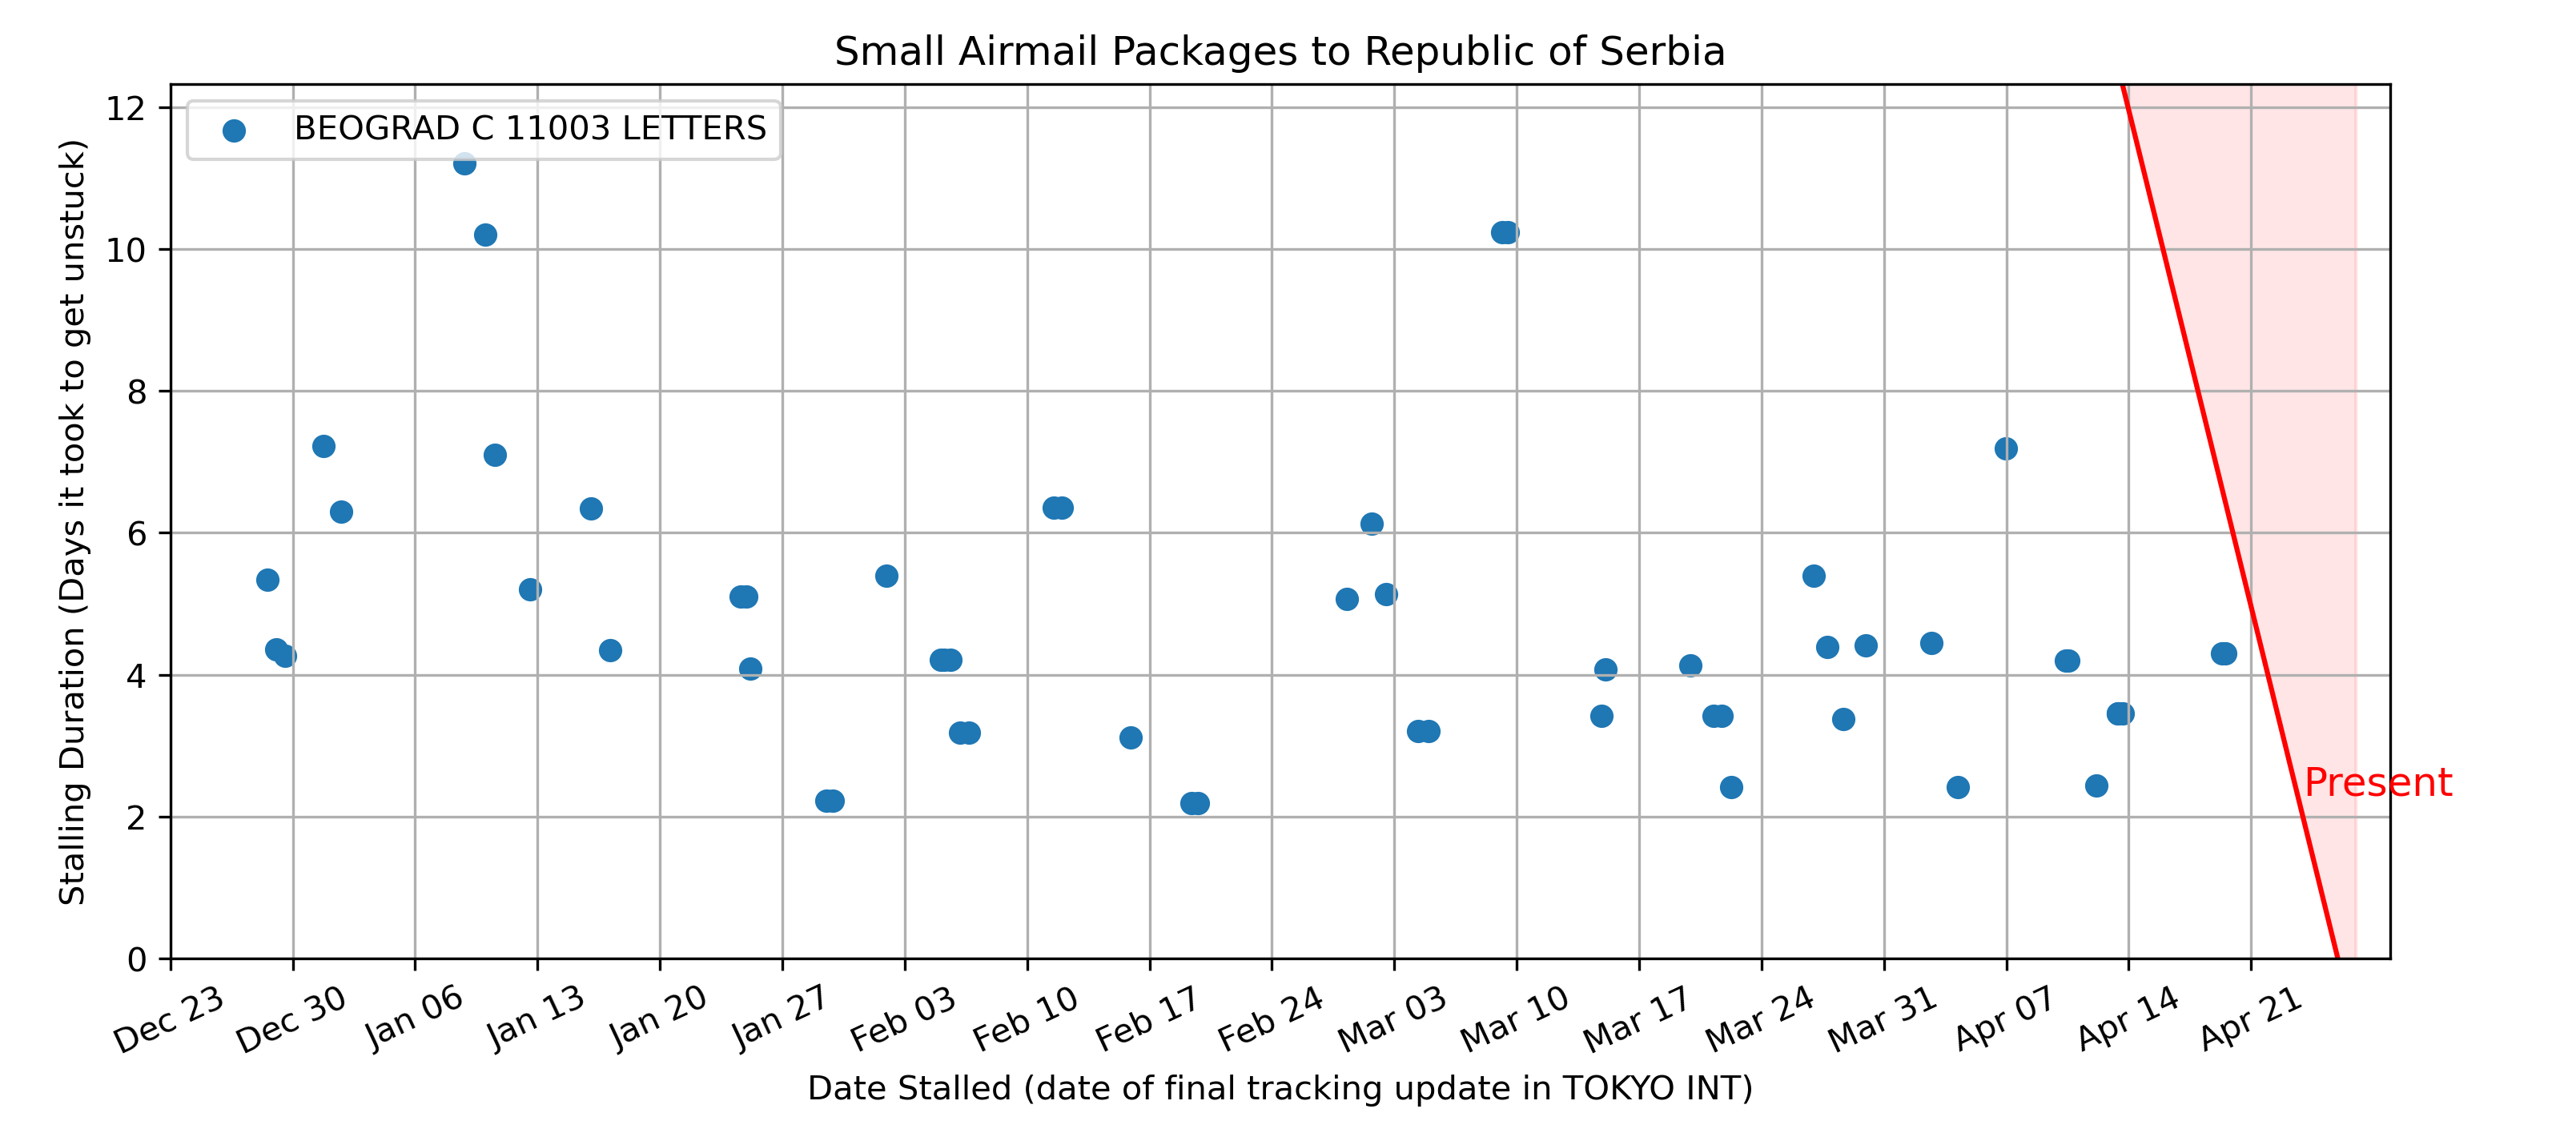 Small Airmail Packages to Republic of Serbia
BEOGRAD C 11003 LETTERS
Stalling Duration (Days it took to get unstuck)
12
10
8
6
4
2
0
Present
Dec 23
Dec 30
Jan 06
Jan 13
Jan 20
Jan 27
Feb 03
Feb 10
Feb 17
Feb 24
Mar 03
Mar 10
Mar 17
Mar 24
Mar 31
Apr 07
Apr 14
Apr 21
Date Stalled (date of final tracking update in TOKYO INT)